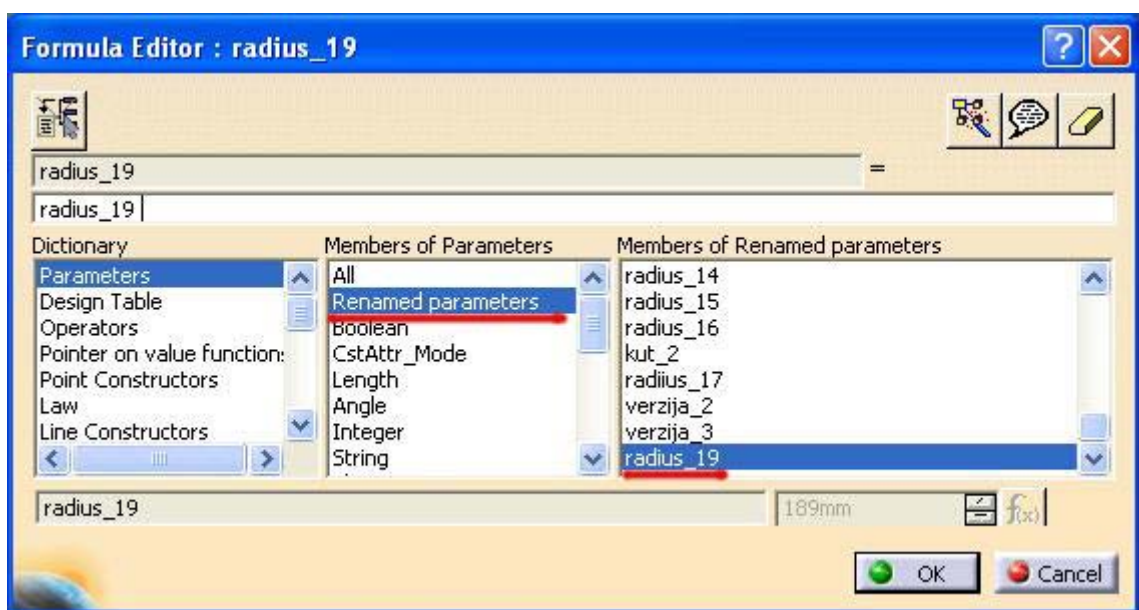 Formula Editor : radius_19
radius_19 =
radius_19
Dictionary
Parameters
Design Table
Operators
Pointer on value function:
Point Constructors
Law
Line Constructors
Members of Parameters
All
Renamed parameters
Boolean
CstAttr_Mode
Length
Angle
Integer
String
Members of Renamed parameters
radius_14
radius_15
radius_16
kut_2
radiius_17
verzija_2
verzija_3
radius_19
radius_19 189mm f(x)
OK Cancel